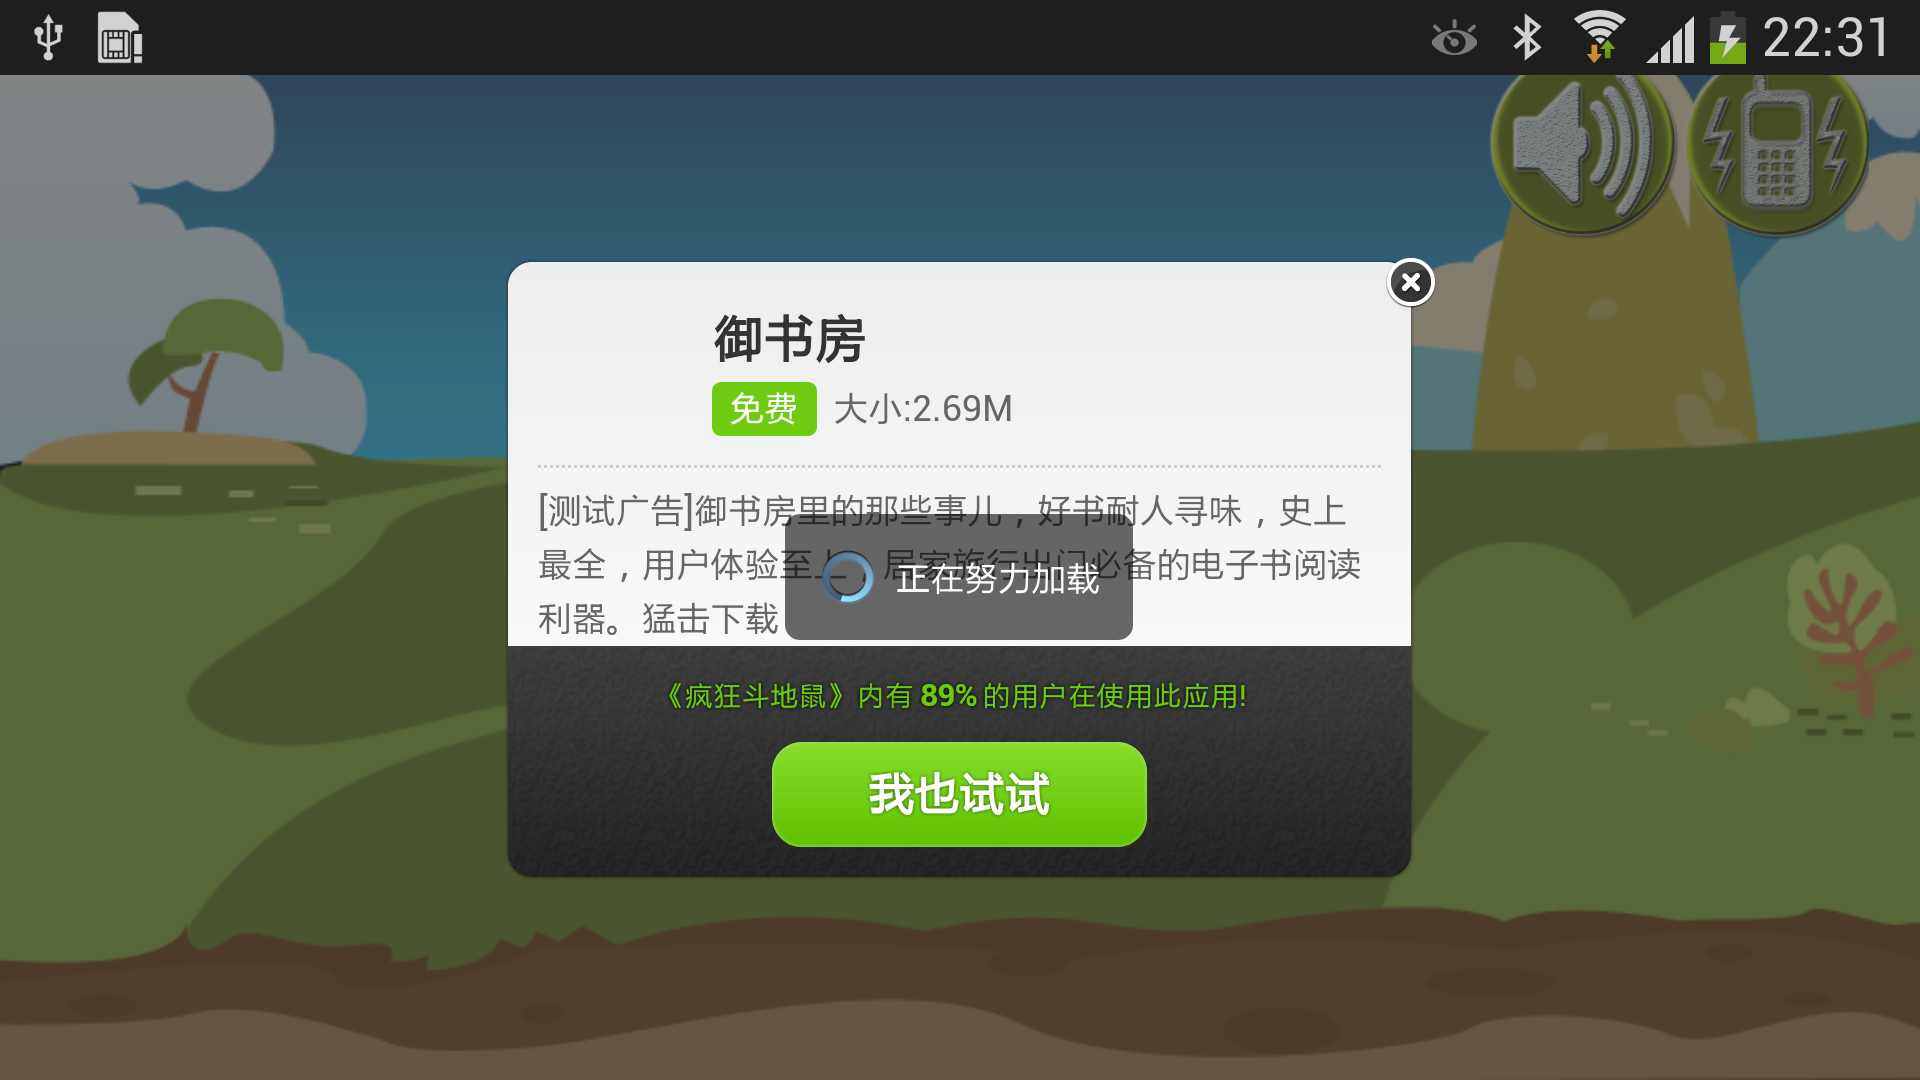 22:31
御书房
免费 大小:2.69M
[测试广告]御书房里的那些事儿，好书耐人寻味，史上
最全，用户体验至上，居家旅行出门必备的电子书阅读
利器。猛击下载
正在努力加载
《疯狂斗地鼠》内有 89% 的用户在使用此应用!
我也试试